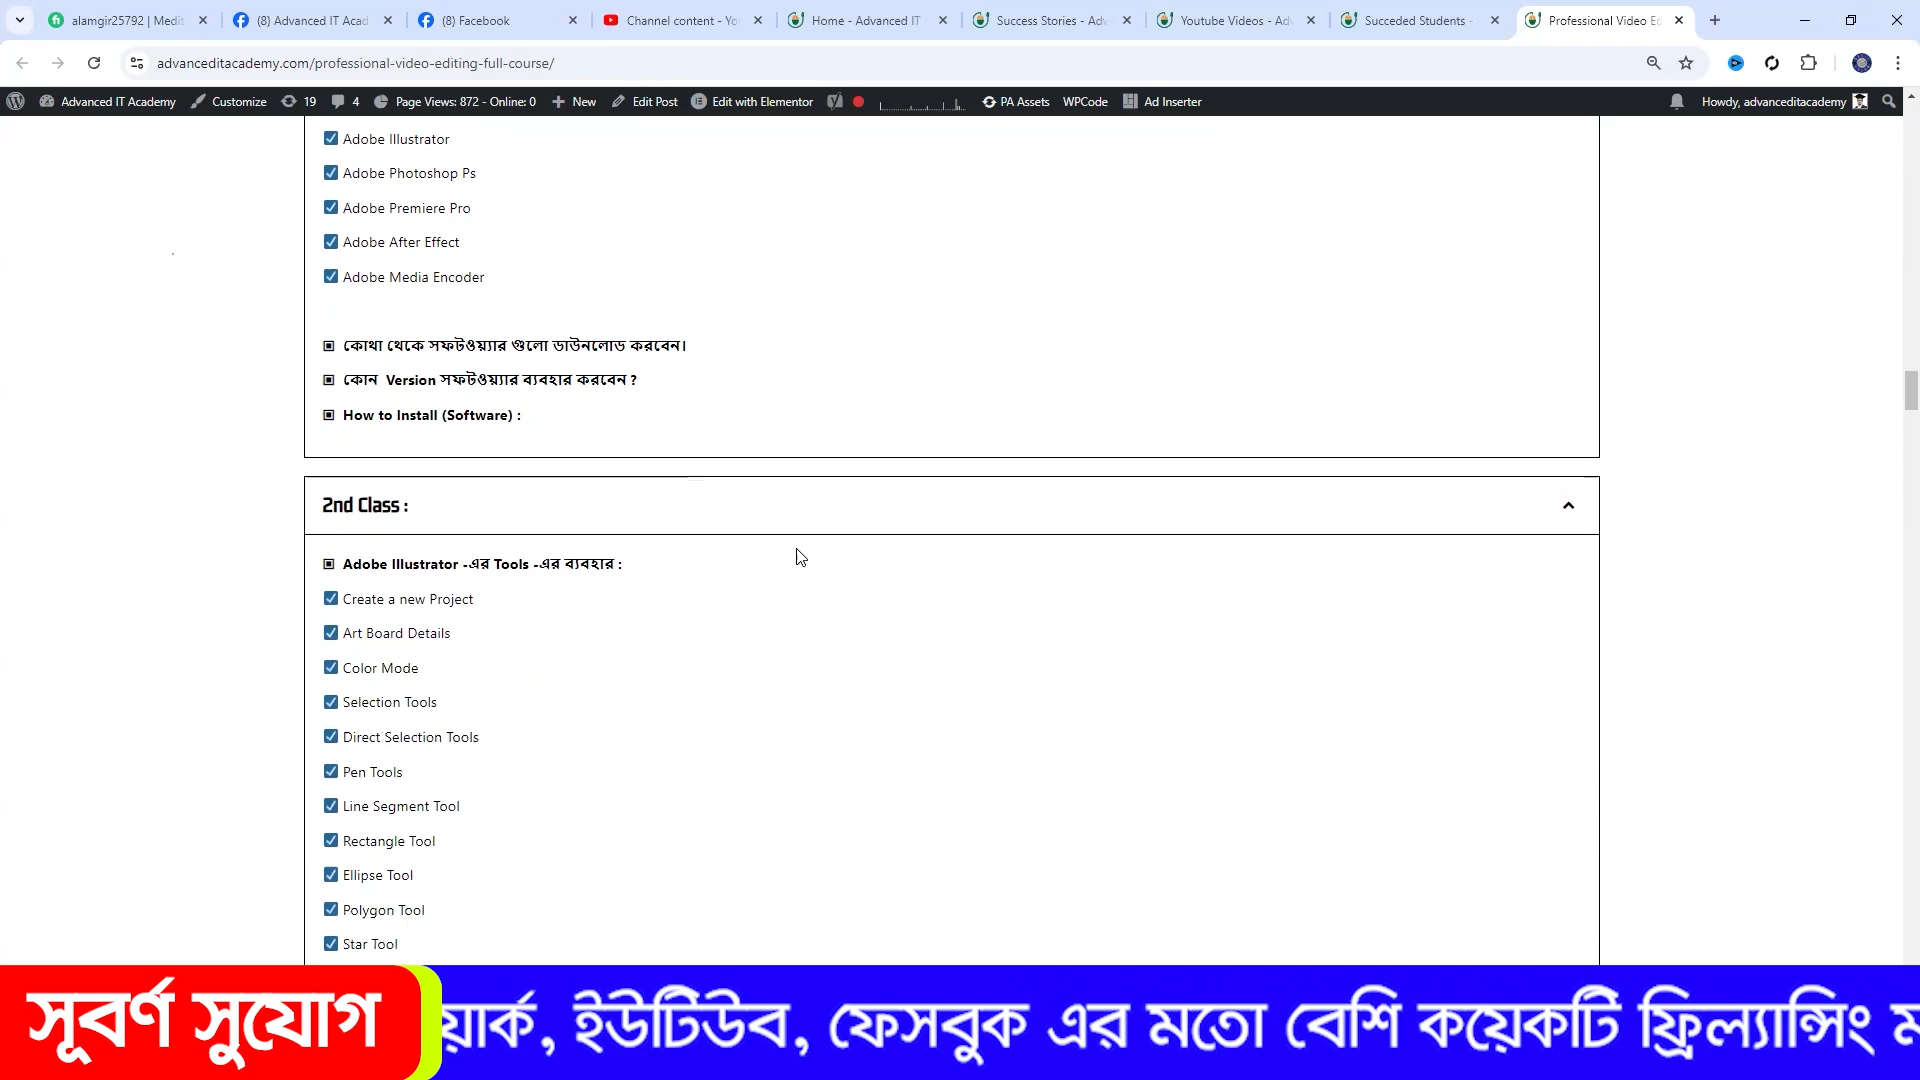 alamgir25792 | Medit
(8) Advanced IT Acad
(8) Facebook
Channel content - Yo
Home - Advanced IT
Success Stories - Adv
Youtube Videos - Adv
Succeded Students -
Professional Video Ed
advanceditacademy.com/professional-video-editing-full-course/
Advanced IT Academy
Customize
19
4
Page Views: 872 - Online: 0
New
Edit Post
Edit with Elementor
PA Assets
WPCode
Ad Inserter
Howdy, advanceditacademy
Adobe Illustrator
Adobe Photoshop Ps
Adobe Premiere Pro
Adobe After Effect
Adobe Media Encoder
কোথা থেকে সফটওয়্যার গুলো ডাউনলোড করবেন।
কোন Version সফটওয়্যার ব্যবহার করবেন ?
How to Install (Software) :
2nd Class :
Adobe Illustrator -এর Tools -এর ব্যবহার :
Create a new Project
Art Board Details
Color Mode
Selection Tools
Direct Selection Tools
Pen Tools
Line Segment Tool
Rectangle Tool
Ellipse Tool
Polygon Tool
Star Tool
সূবর্ণ সুযোগ
য়ার্ক, ইউটিউব, ফেসবুক এর মতো বেশি কয়েকটি ফ্রিল্যান্সিং ম